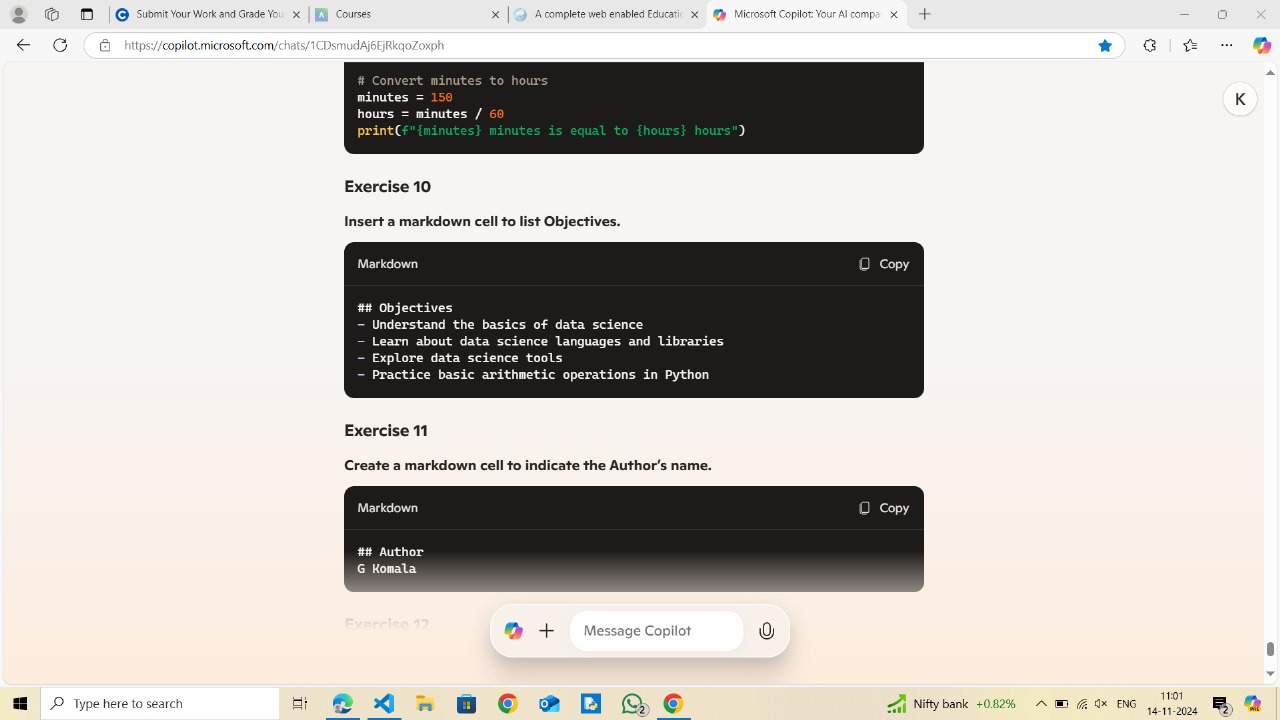 Submit Your Work and Grade You
A
Anime websites comfort educatio
Microsoft Copilot: Your AI compa
https://copilot.microsoft.com/chats/1CDsmudAj6EjRkqoZoxph
K
# Convert minutes to hours
minutes = 150
hours = minutes / 60
print(f"{minutes} minutes is equal to {hours} hours")
Exercise 10
Insert a markdown cell to list Objectives.
Markdown
Copy
## Objectives
- Understand the basics of data science
- Learn about data science languages and libraries
- Explore data science tools
- Practice basic arithmetic operations in Python
Exercise 11
Create a markdown cell to indicate the Author's name.
Markdown
Copy
## Author
G Komala
Exercise 12
Message Copilot
Type here to search
2
Nifty bank +0.82%
ENG
11:01
14-11-2024
2